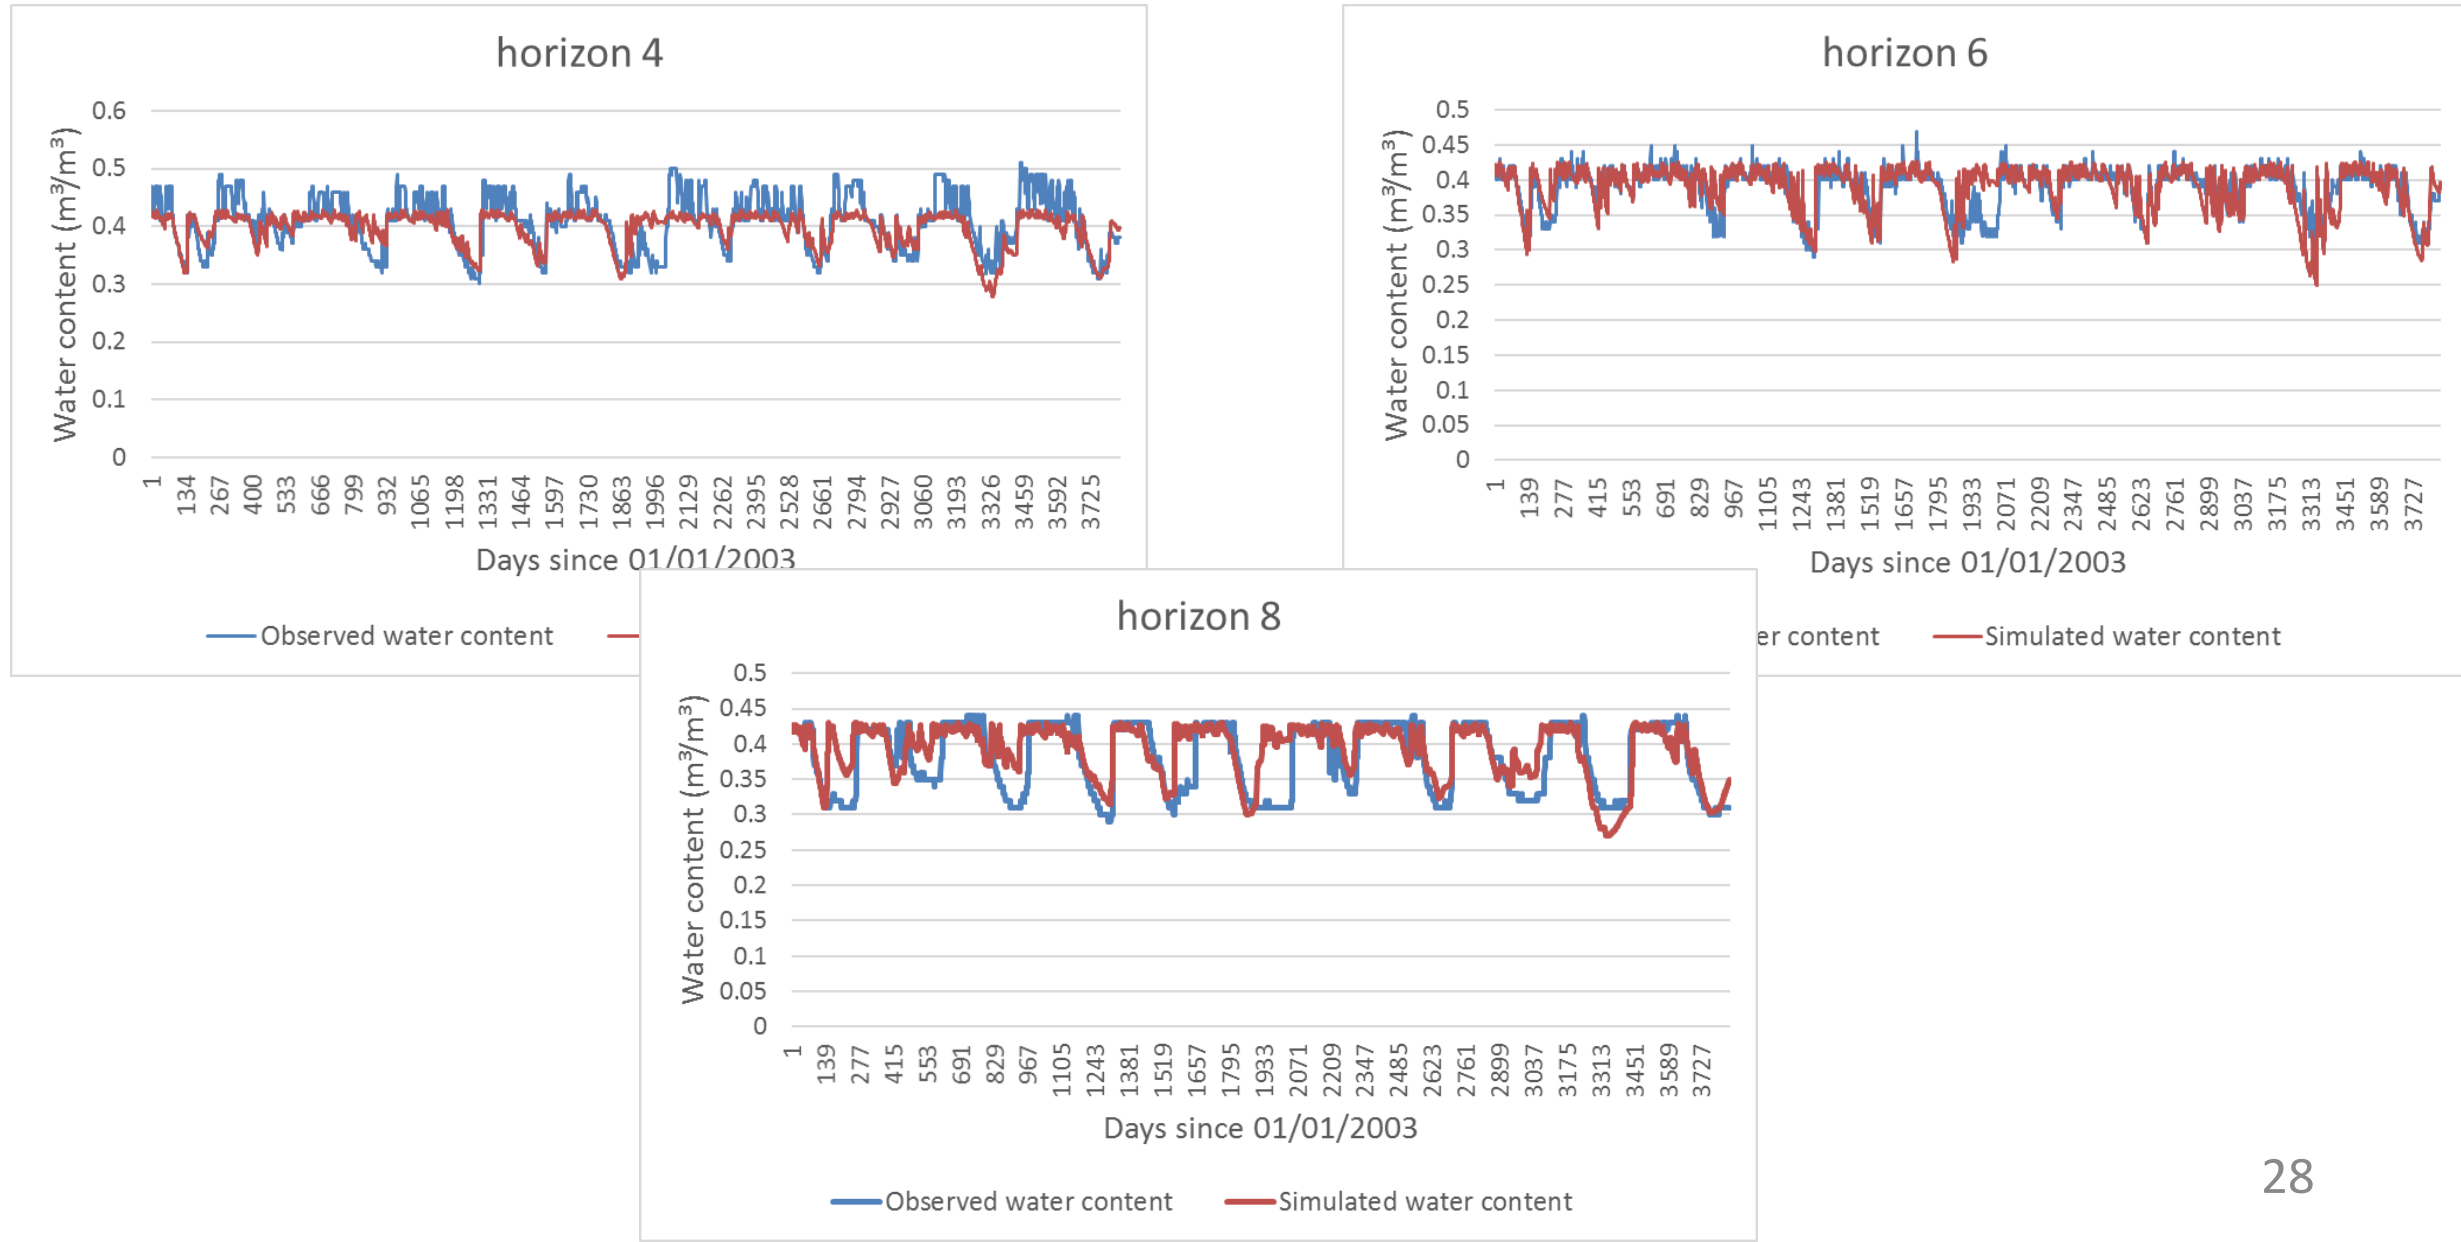 horizon 4
Water content (m³/m³)
0.6
0.5
0.4
0.3
0.2
0.1
0
1 134 267 400 533 666 799 932 1065 1198 1331 1464 1597 1730 1863 1996 2129 2262 2395 2528 2661 2794 2927 3060 3193 3326 3459 3592 3725
Days since 01/01/2003
Observed water content
horizon 6
Water content (m³/m³)
0.5
0.45
0.4
0.35
0.3
0.25
0.2
0.15
0.1
0.05
0
1 139 277 415 553 691 829 967 1105 1243 1381 1519 1657 1795 1933 2071 2209 2347 2485 2623 2761 2899 3037 3175 3313 3451 3589 3727
Days since 01/01/2003
er content Simulated water content
horizon 8
Water content (m³/m³)
0.5
0.45
0.4
0.35
0.3
0.25
0.2
0.15
0.1
0.05
0
1 139 277 415 553 691 829 967 1105 1243 1381 1519 1657 1795 1933 2071 2209 2347 2485 2623 2761 2899 3037 3175 3313 3451 3589 3727
Days since 01/01/2003
Observed water content Simulated water content
28